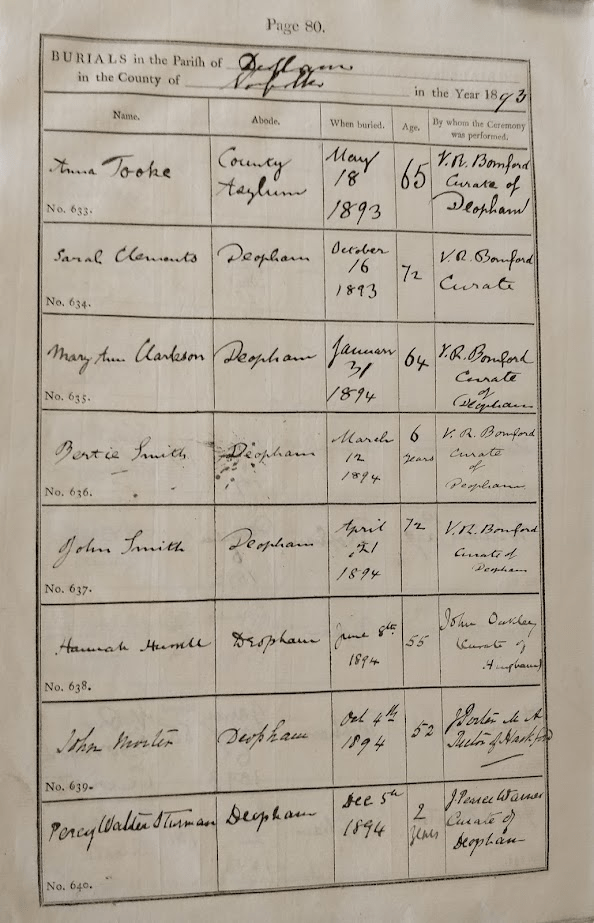 Page 80.
BURIALS in the Parish of Deopham
in the County of Norfolk in the Year 1893
Name. Abode. When buried. Age. By whom the Ceremony
was performed.
Anna Tooke County Asylum May 18 1893 65 V. R. Bomford Curate of Deopham
No. 633.
Sarah Clements Deopham October 16 1893 72 V. R. Bomford Curate
No. 634.
Mary Ann Clarkson Deopham January 31 1894 64 V. R. Bomford Curate of Deopham
No. 635.
Bertie Smith Deopham March 12 1894 6 years V. R. Bomford Curate of Deopham
No. 636.
John Smith Deopham April 21 1894 72 V. R. Bomford Curate of Deopham
No. 637.
Hannah Deopham June 8th 1894 55 John Oakley Curate of Hingham
No. 638.
John Morter Deopham Oct 4th 1894 52 J. Porter M A Rector of
No. 639.
Percy Walter Sturman Deopham Dec 5th 1894 2 years J. Pearce Warner Curate of Deopham
No. 640.